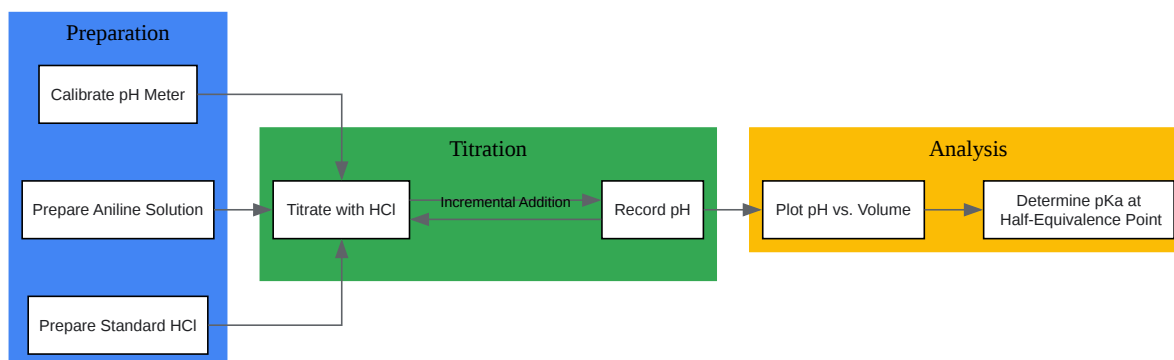 Preparation
Calibrate pH Meter
Prepare Aniline Solution
Prepare Standard HCl
Titration
Titrate with HCl
Incremental Addition
Record pH
Analysis
Plot pH vs. Volume
Determine pKa at
Half-Equivalence Point